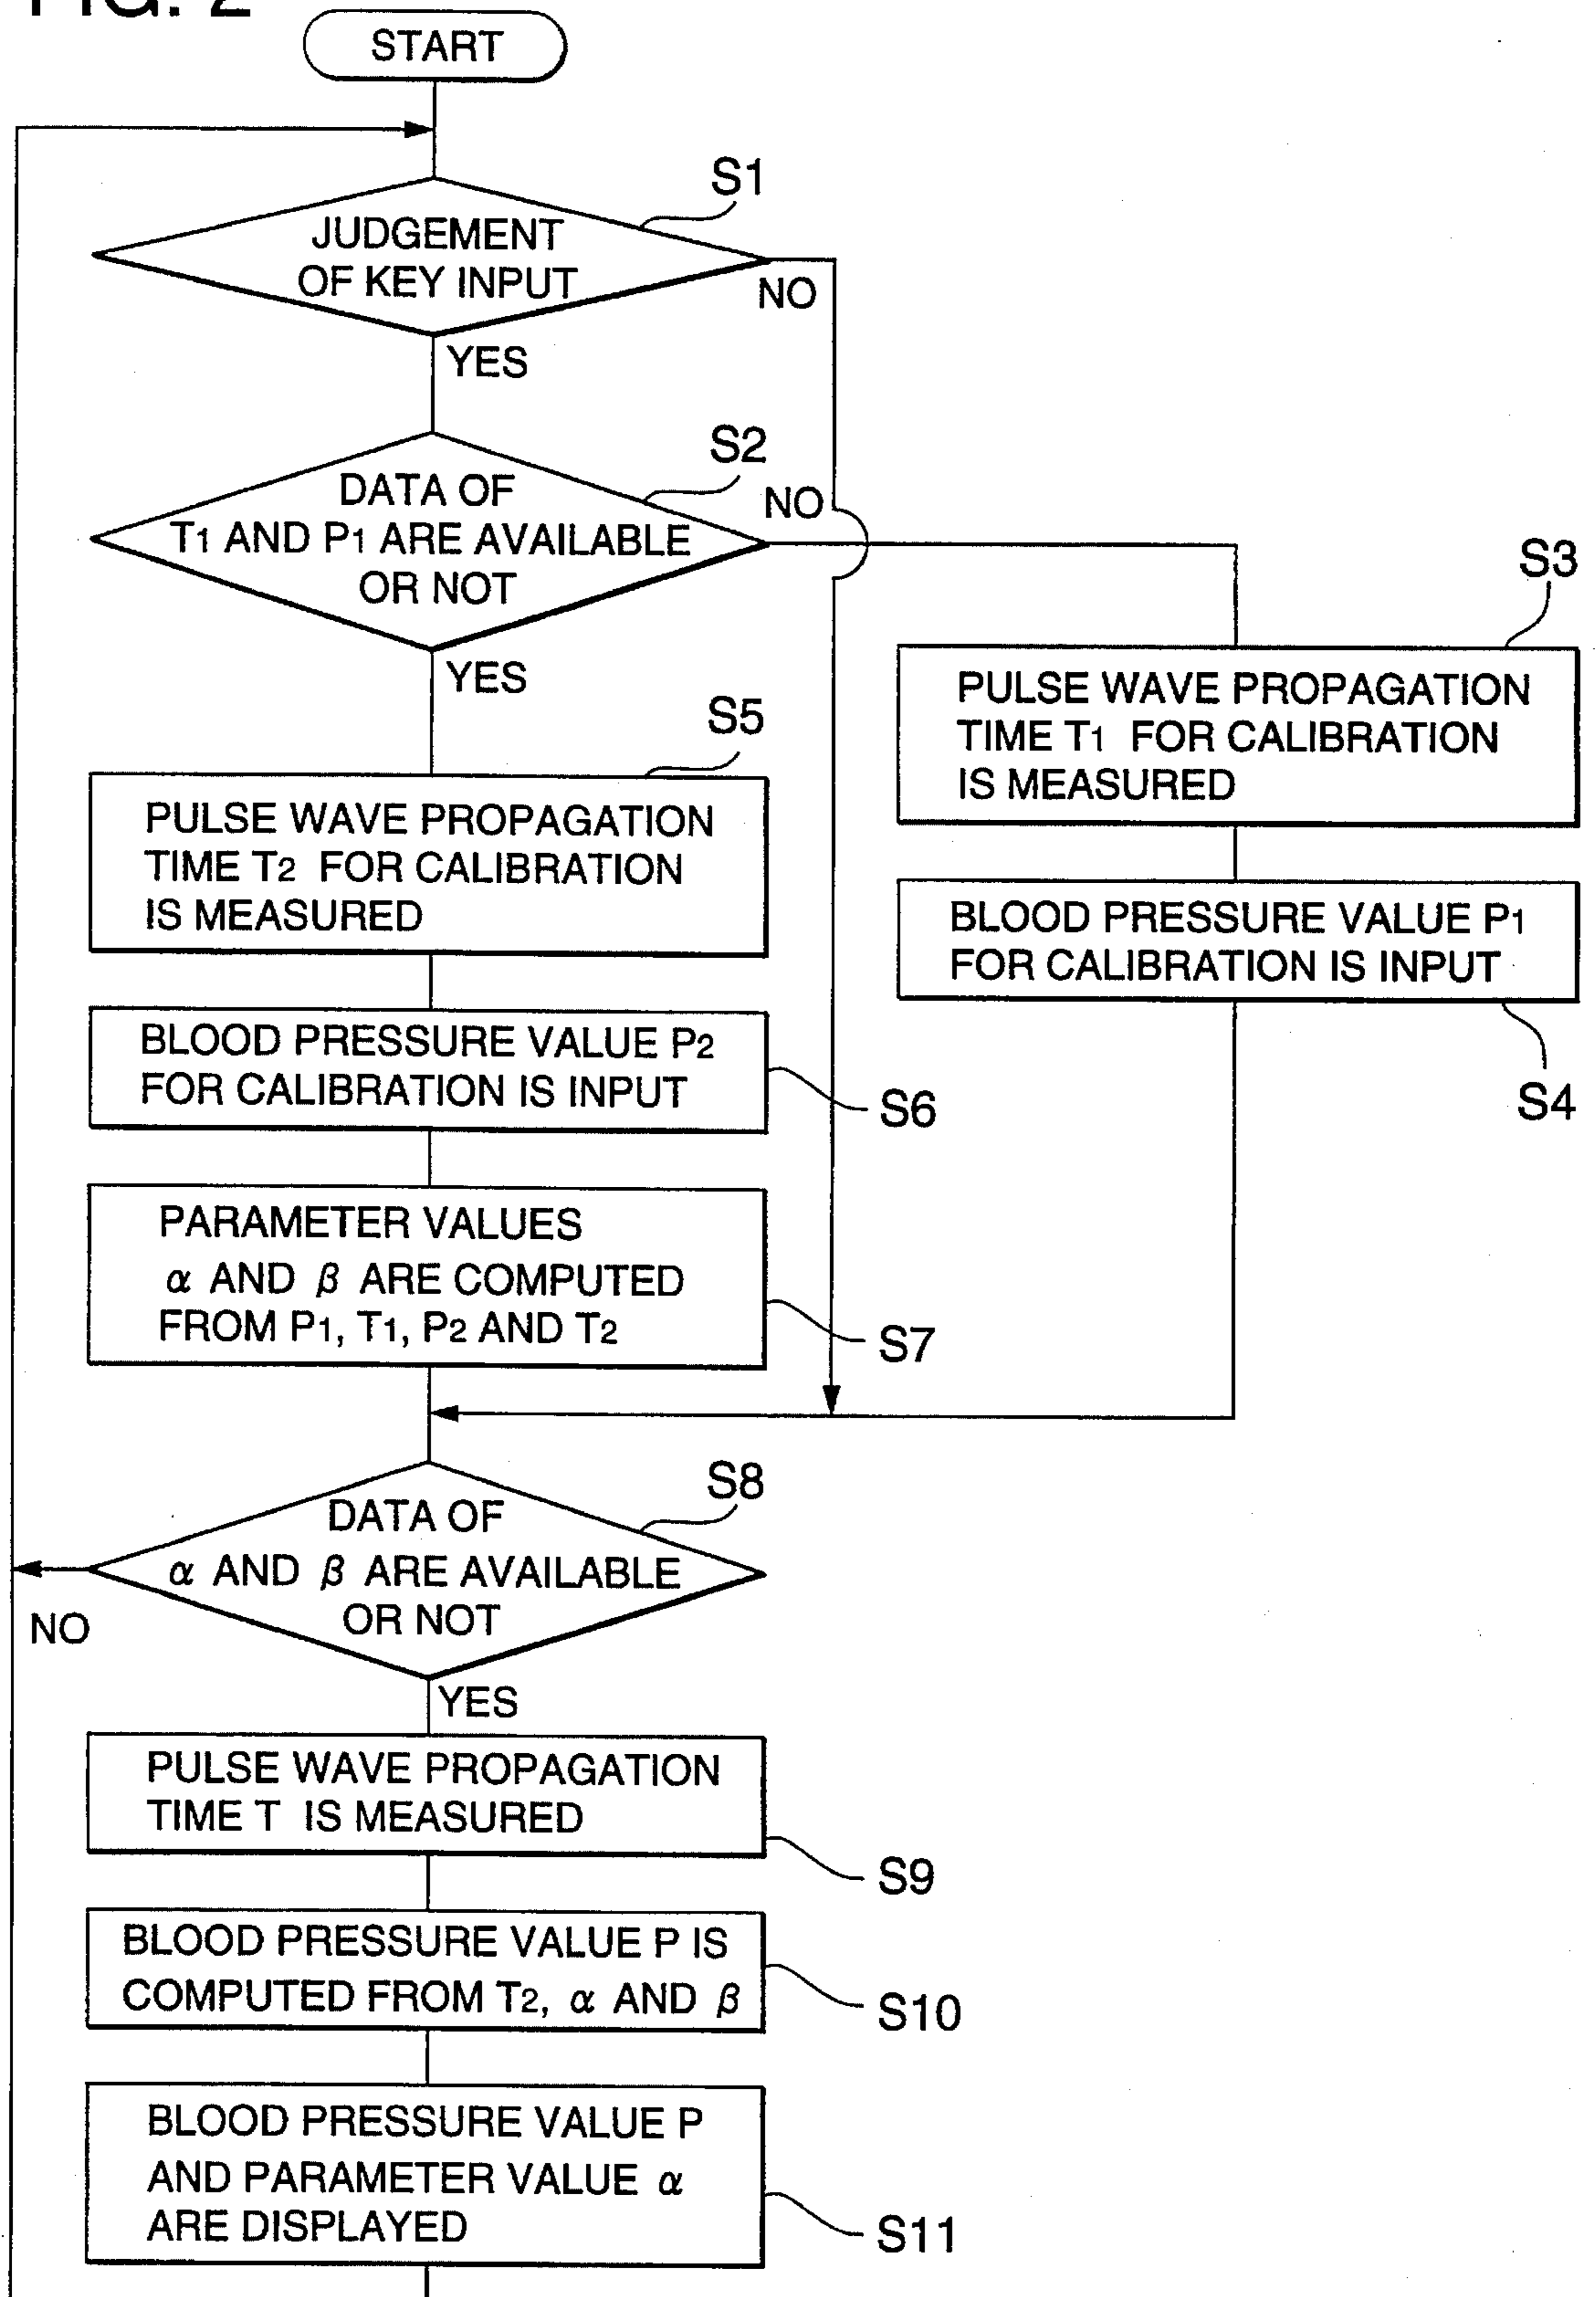 FIG. 2
START
S1
JUDGEMENT
OF KEY INPUT
NO
YES
S2
DATA OF
T1 AND P1 ARE AVAILABLE
OR NOT
NO
YES
S3
PULSE WAVE PROPAGATION
TIME T1 FOR CALIBRATION
IS MEASURED
S5
PULSE WAVE PROPAGATION
TIME T2 FOR CALIBRATION
IS MEASURED
BLOOD PRESSURE VALUE P1
FOR CALIBRATION IS INPUT
S4
BLOOD PRESSURE VALUE P2
FOR CALIBRATION IS INPUT
S6
PARAMETER VALUES
α AND β ARE COMPUTED
FROM P1, T1, P2 AND T2
S7
S8
DATA OF
α AND β ARE AVAILABLE
OR NOT
NO
YES
PULSE WAVE PROPAGATION
TIME T IS MEASURED
S9
BLOOD PRESSURE VALUE P IS
COMPUTED FROM T2, α AND β
S10
BLOOD PRESSURE VALUE P
AND PARAMETER VALUE α
ARE DISPLAYED
S11